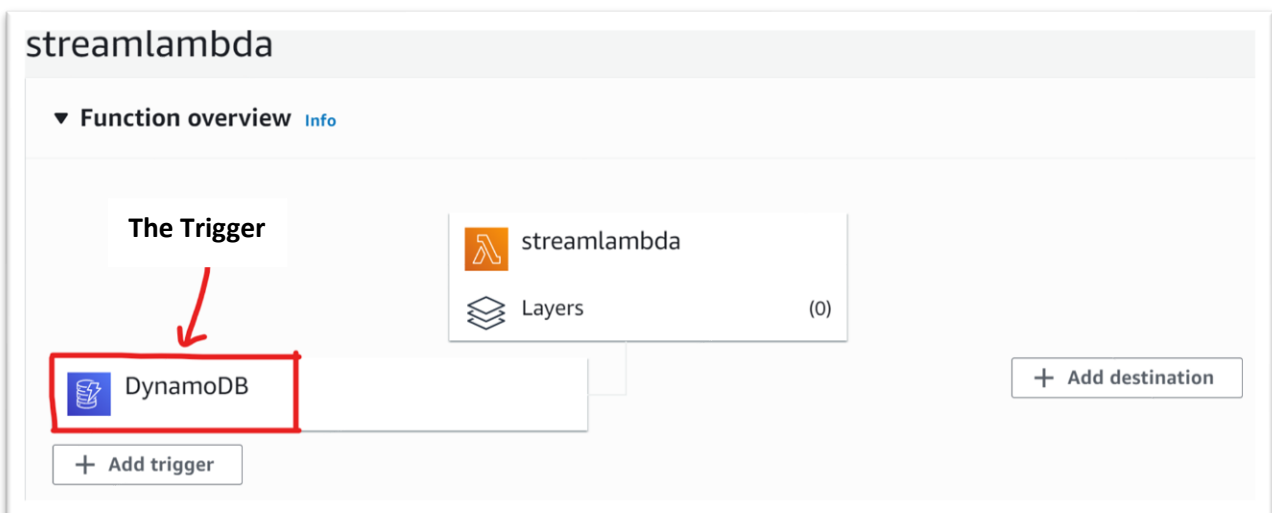 streamlambda
Function overview Info
The Trigger
streamlambda
Layers (0)
DynamoDB
+ Add destination
+ Add trigger